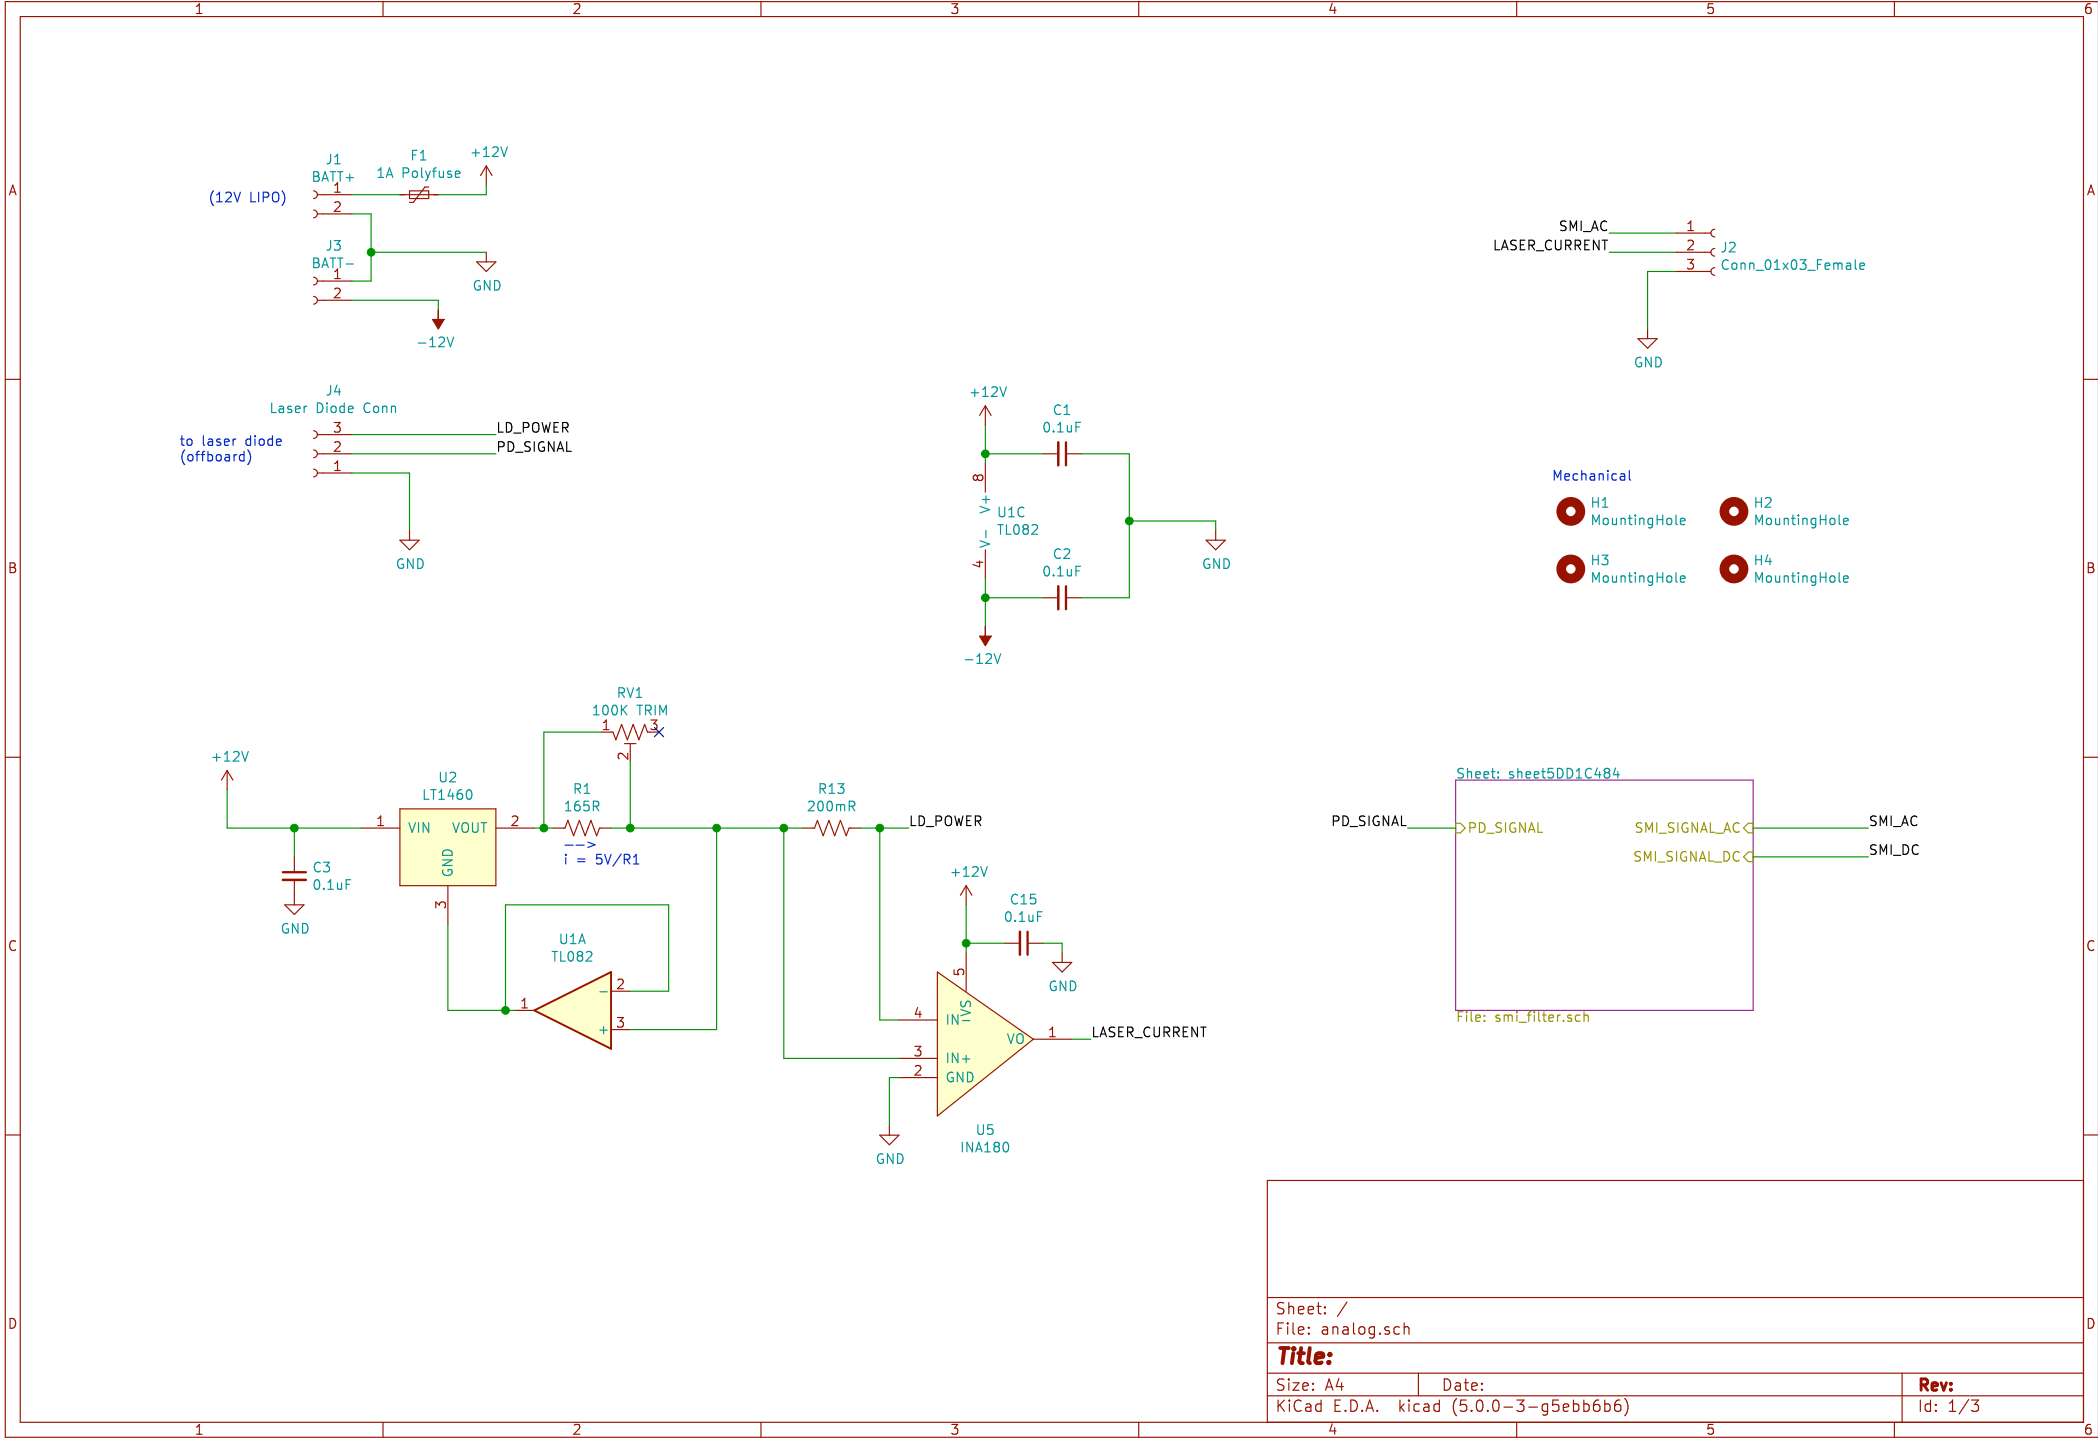 1 2 3 4 5 6
A
A
J1
BATT+
1
2
(12V LIPO)
F1
1A Polyfuse
+12V
J3
BATT-
1
2
GND
-12V
SMI_AC
LASER_CURRENT
1
2
3
J2
Conn_01x03_Female
GND
J4
Laser Diode Conn
to laser diode
(offboard)
3
2
1
LD_POWER
PD_SIGNAL
GND
+12V
C1
0.1uF
8
V+
U1C
TL082
V-
4
C2
0.1uF
GND
-12V
Mechanical
H1
MountingHole
H2
MountingHole
H3
MountingHole
H4
MountingHole
B
B
RV1
100K TRIM
1
3
2
+12V
U2
LT1460
1
VIN
VOUT
2
GND
3
C3
0.1uF
GND
R1
165R
-->
i = 5V/R1
R13
200mR
LD_POWER
U1A
TL082
1
-
2
+
3
+12V
C15
0.1uF
GND
5
VS
4
IN-
3
IN+
2
GND
VO
1
LASER_CURRENT
U5
INA180
GND
Sheet: sheet5DD1C484
PD_SIGNAL
PD_SIGNAL
SMI_SIGNAL_AC
SMI_AC
SMI_SIGNAL_DC
SMI_DC
File: smi_filter.sch
C
C
D
D
Sheet: /
File: analog.sch
Title:
Size: A4
Date:
Rev:
KiCad E.D.A. kicad (5.0.0-3-g5ebb6b6)
Id: 1/3
1 2 3 4 5 6